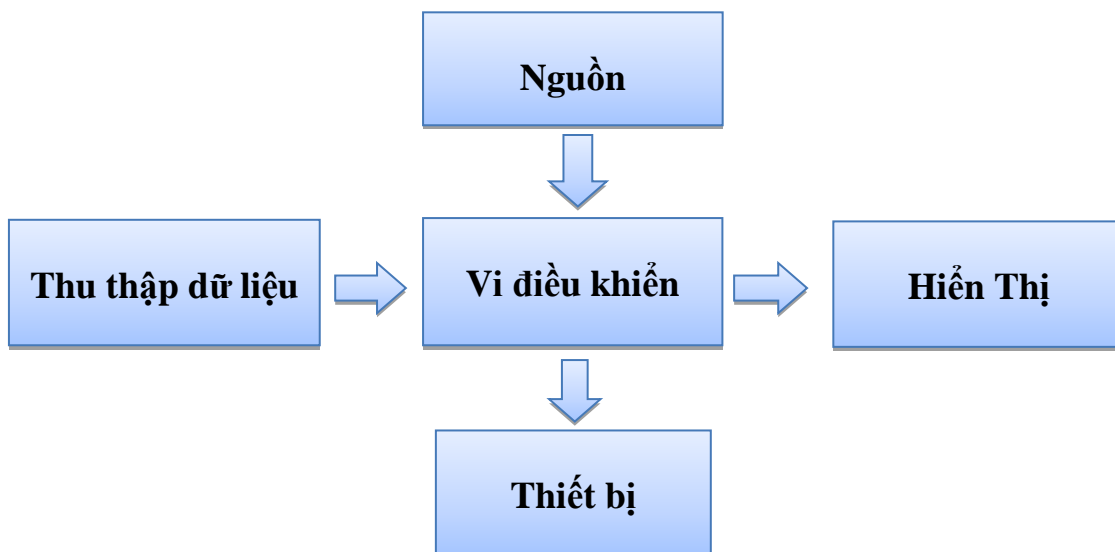 Nguồn
Thu thập dữ liệu
Vi điều khiển
Hiển Thị
Thiết bị